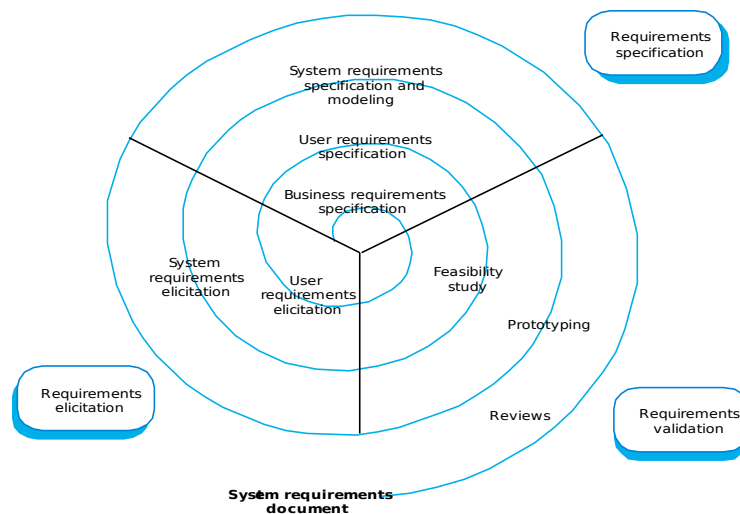 Requirements
specification
System requirements
specification and
modeling
User requirements
specification
Business requirements
specification
System
requirements
elicitation
User
requirements
elicitation
Feasibility
study
Prototyping
Reviews
Requirements
elicitation
Requirements
validation
System requirements
document